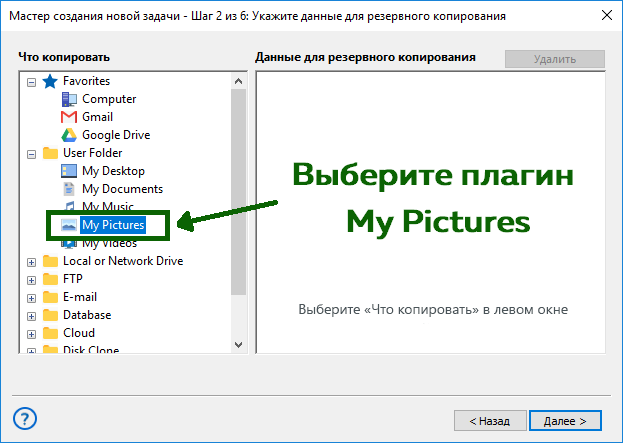 Мастер создания новой задачи - Шаг 2 из 6: Укажите данные для резервного копирования
Что копировать
Данные для резервного копирования
Удалить
Favorites
Computer
Gmail
Google Drive
User Folder
My Desktop
My Documents
My Music
My Pictures
My Videos
Local or Network Drive
FTP
E-mail
Database
Cloud
Disk Clone
Выберите плагин
My Pictures
Выберите «Что копировать» в левом окне
?
< Назад
Далее >